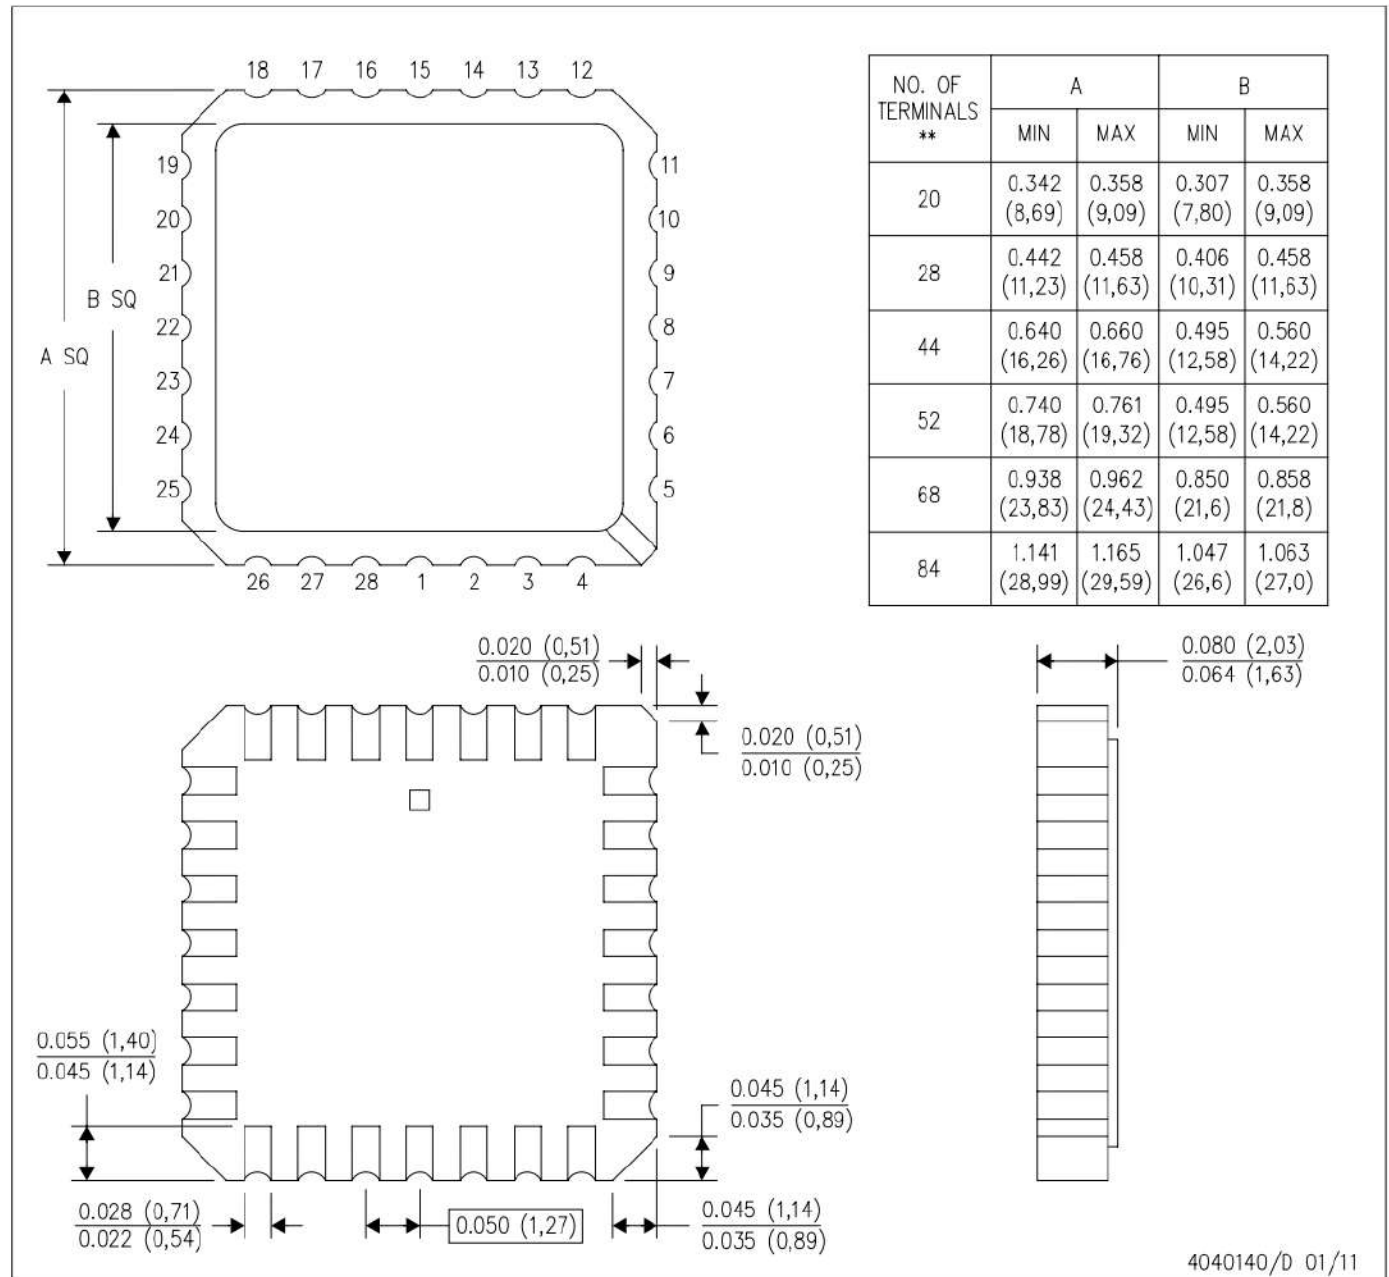 18 17 16 15 14 13 12
19
20
21
22
23
24
25
11
10
9
8
7
6
5
B SQ
A SQ
26 27 28 1 2 3 4
NO. OF TERMINALS ** A B
MIN MAX MIN MAX
20 0.342 (8,69) 0.358 (9,09) 0.307 (7,80) 0.358 (9,09)
28 0.442 (11,23) 0.458 (11,63) 0.406 (10,31) 0.458 (11,63)
44 0.640 (16,26) 0.660 (16,76) 0.495 (12,58) 0.560 (14,22)
52 0.740 (18,78) 0.761 (19,32) 0.495 (12,58) 0.560 (14,22)
68 0.938 (23,83) 0.962 (24,43) 0.850 (21,6) 0.858 (21,8)
84 1.141 (28,99) 1.165 (29,59) 1.047 (26,6) 1.063 (27,0)
0.020 (0,51)
0.010 (0,25)
0.020 (0,51)
0.010 (0,25)
0.080 (2,03)
0.064 (1,63)
0.055 (1,40)
0.045 (1,14)
0.045 (1,14)
0.035 (0,89)
0.028 (0,71)
0.022 (0,54)
0.050 (1,27)
0.045 (1,14)
0.035 (0,89)
4040140/D 01/11